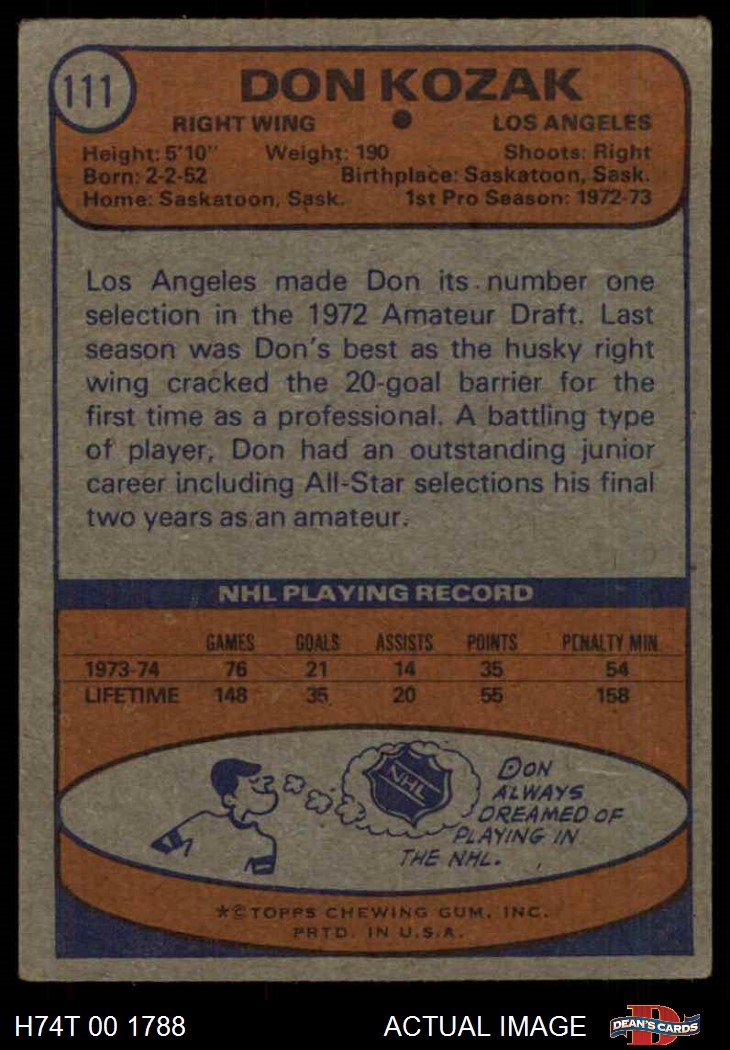 111
DON KOZAK
RIGHT WING
LOS ANGELES
Height: 5'10" Weight: 190 Shoots: Right
Born: 2-2-52 Birthplace: Saskatoon, Sask.
Home: Saskatoon, Sask. 1st Pro Season: 1972-73
Los Angeles made Don its number one
selection in the 1972 Amateur Draft. Last
season was Don's best as the husky right
wing cracked the 20-goal barrier for the
first time as a professional. A battling type
of player, Don had an outstanding junior
career including All-Star selections his final
two years as an amateur.
NHL PLAYING RECORD
GAMES GOALS ASSISTS POINTS PENALTY MIN.
1973-74 76 21 14 35 54
LIFETIME 148 35 20 55 158
NHL
DON
ALWAYS
DREAMED OF
PLAYING IN
THE NHL.
*©TOPPS CHEWING GUM, INC.
PRTD. IN U.S.A.
H74T 00 1788
ACTUAL IMAGE
D
DEAN'S CARDS